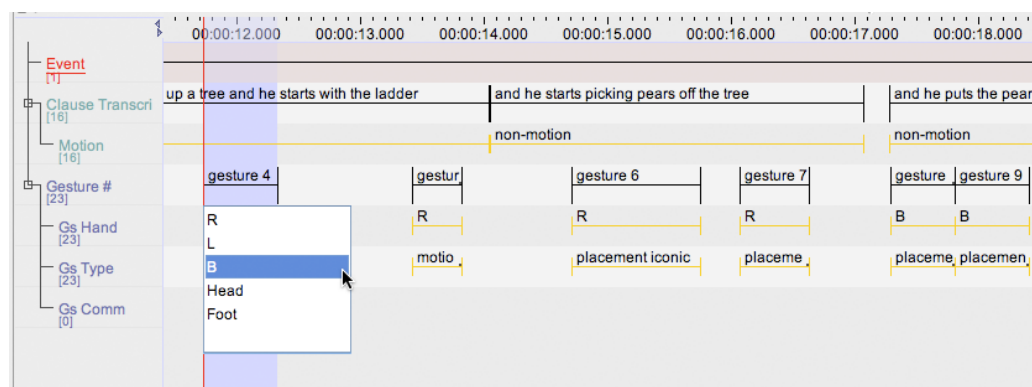 00:00:12.000 00:00:13.000 00:00:14.000 00:00:15.000 00:00:16.000 00:00:17.000 00:00:18.000
Event
[1]
up a tree and he starts with the ladder and he starts picking pears off the tree and he puts the pear
Clause Transcri
[16]
non-motion non-motion
Motion
[16]
gesture 4 gestur gesture 6 gesture 7 gesture gesture 9
Gesture #
[23]
R R R R B B
Gs Hand
[23]
L
motio placement iconic placeme placeme placemen
B
Gs Type
[23]
Head
Foot
Gs Comm
[0]